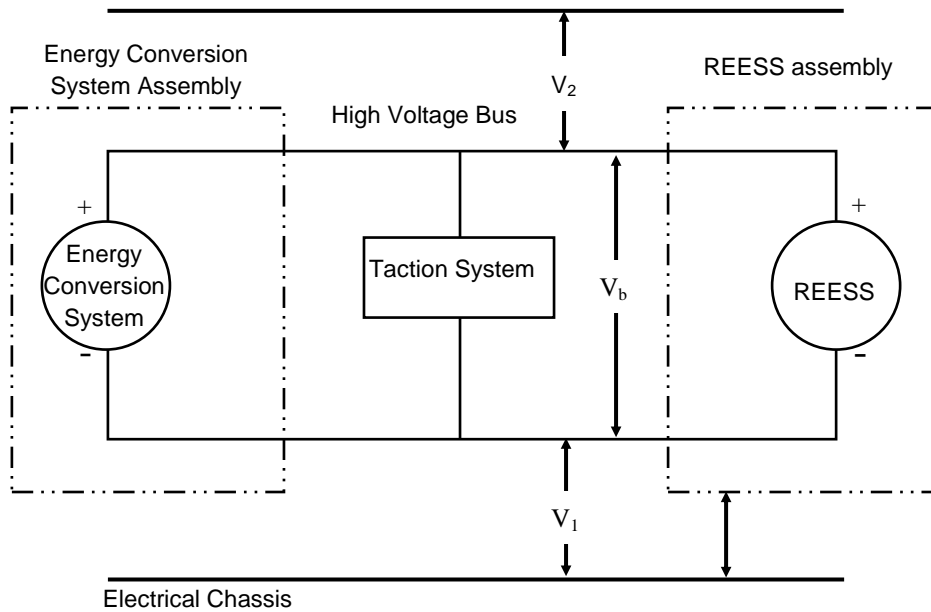 Energy Conversion
System Assembly
V2
REESS assembly
High Voltage Bus
+
Energy
Conversion
System
-
Taction System
Vb
+
REESS
-
V1
Electrical Chassis